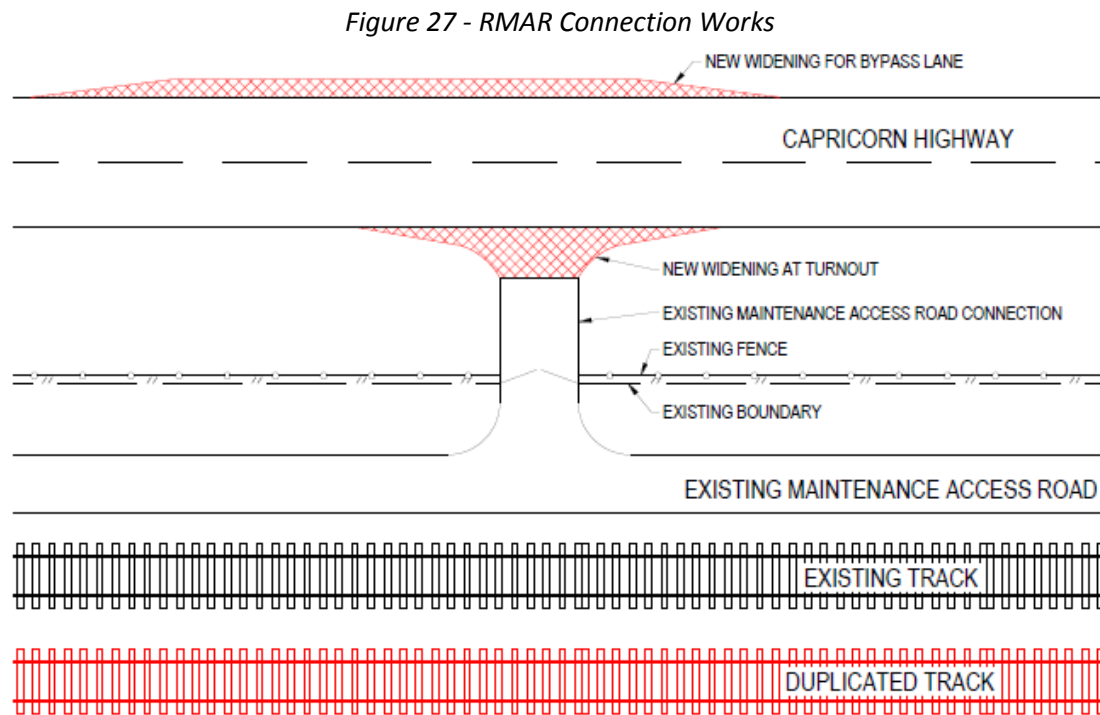 Figure 27 - RMAR Connection Works
NEW WIDENING FOR BYPASS LANE
CAPRICORN HIGHWAY
NEW WIDENING AT TURNOUT
EXISTING MAINTENANCE ACCESS ROAD CONNECTION
EXISTING FENCE
EXISTING BOUNDARY
EXISTING MAINTENANCE ACCESS ROAD
EXISTING TRACK
DUPLICATED TRACK